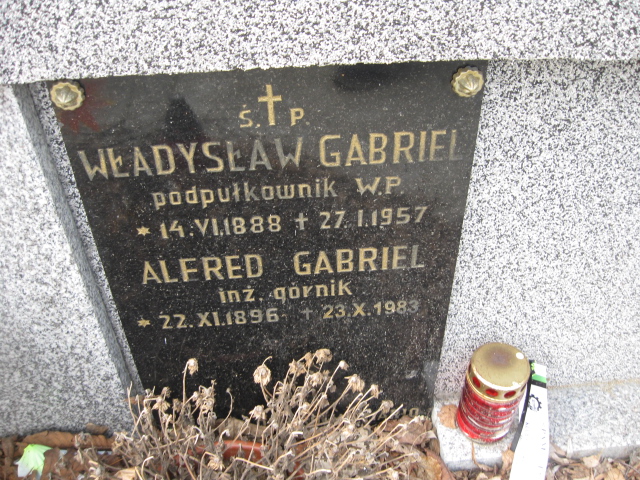 Ś. P.
WŁADYSŁAW GABRIEL
podpułkownik W.P.
* 14.VI.1888 + 27.I.1957
ALFRED GABRIEL
inż. górnik
* 22.XI.1896 + 23.X.1983